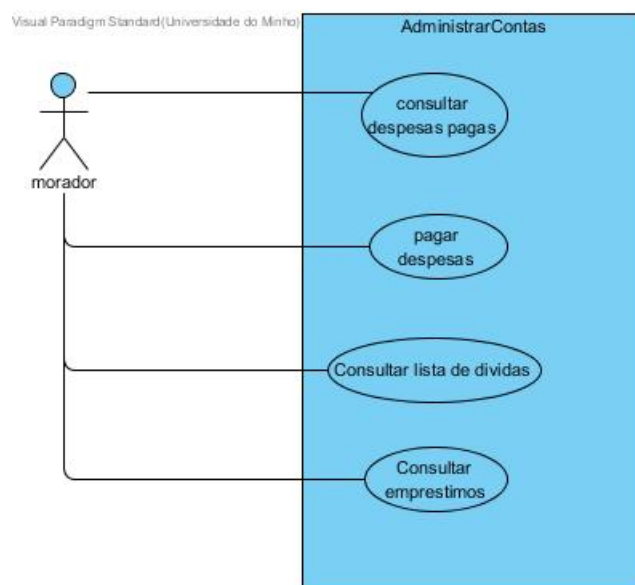 Visual Paradigm Standard(Universidade do Minho)
AdministrarContas
consultar
despesas pagas
morador
pagar
despesas
Consultar lista de dividas
Consultar
emprestimos